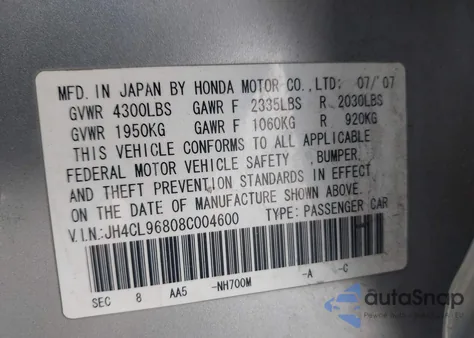 MFD. IN JAPAN BY HONDA MOTOR CO., LTD. 07/'07
GVWR 4300LBS GAWR F 2335LBS R 2030LBS
GVWR 1950KG GAWR F 1060KG R 920KG
THIS VEHICLE CONFORMS TO ALL APPLICABLE
FEDERAL MOTOR VEHICLE SAFETY ,BUMPER,
AND THEFT PREVENTION STANDARDS IN EFFECT
ON THE DATE OF MANUFACTURE SHOWN ABOVE.
V.I.N:JH4CL96808C004600 TYPE: PASSENGER CAR
SEC 8 AA5 -NH700M -A -C
autoSnap